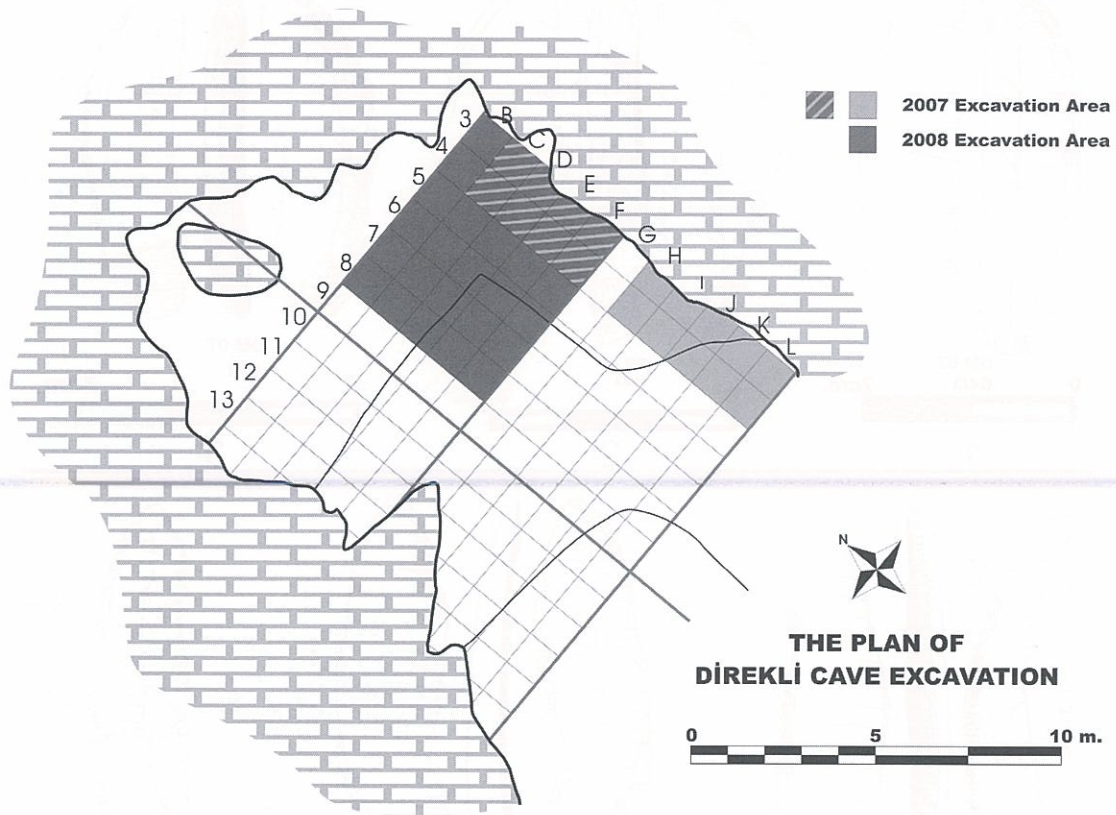 2007 Excavation Area
2008 Excavation Area
3
4
5
6
7
8
9
10
11
12
13
B
C
D
E
F
G
H
I
J
K
L
N
THE PLAN OF
DİREKLİ CAVE EXCAVATION
0 5 10 m.